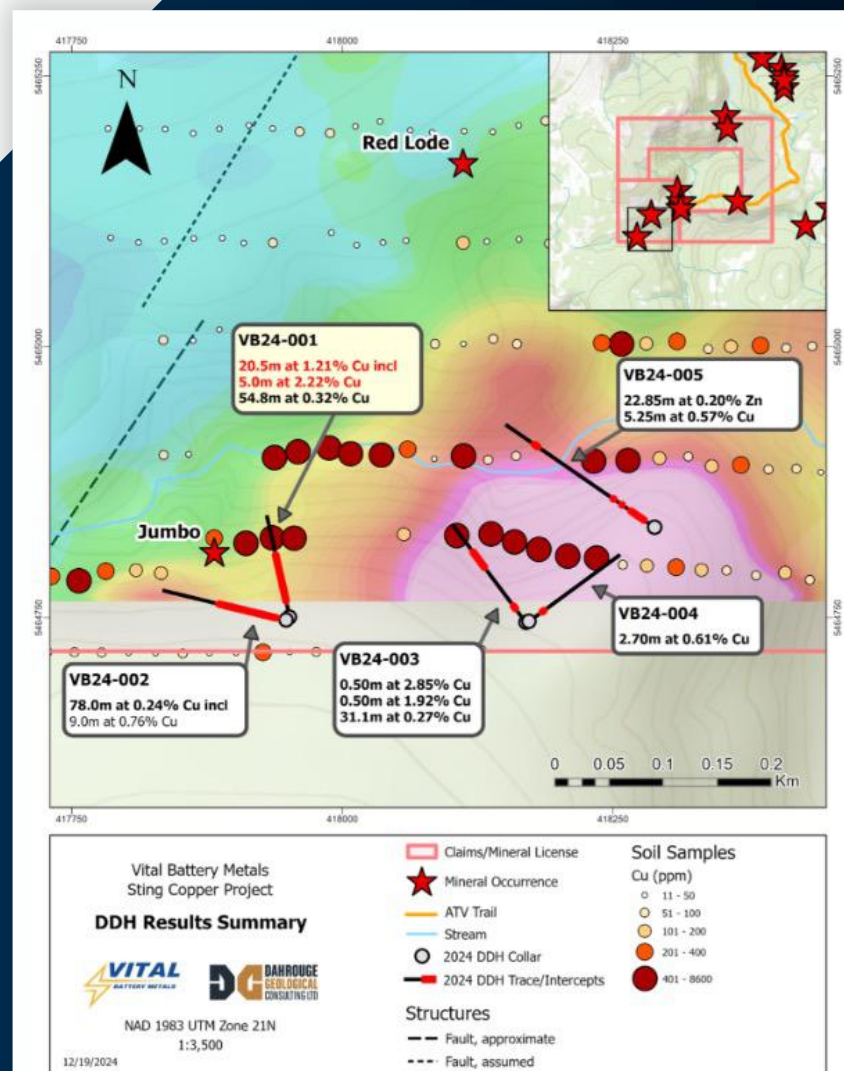 417750
418000
418250
5465250
5465250
N
Red Lode
5465000
5465000
VB24-001
20.5m at 1.21% Cu incl
5.0m at 2.22% Cu
54.8m at 0.32% Cu
VB24-005
22.85m at 0.20% Zn
5.25m at 0.57% Cu
Jumbo
5464750
5464750
VB24-004
2.70m at 0.61% Cu
VB24-002
78.0m at 0.24% Cu incl
9.0m at 0.76% Cu
VB24-003
0.50m at 2.85% Cu
0.50m at 1.92% Cu
31.1m at 0.27% Cu
0 0.05 0.1 0.15 0.2
Km
417750
418000
418250
Vital Battery Metals
Sting Copper Project
DDH Results Summary
VITAL
BATTERY METALS
DAHROUGE
GEOLOGICAL
CONSULTING LTD
NAD 1983 UTM Zone 21N
1:3,500
12/19/2024
Claims/Mineral License
Mineral Occurrence
ATV Trail
Stream
2024 DDH Collar
2024 DDH Trace/Intercepts
Structures
Fault, approximate
Fault, assumed
Soil Samples
Cu (ppm)
11 - 50
51 - 100
101 - 200
201 - 400
401 - 8600